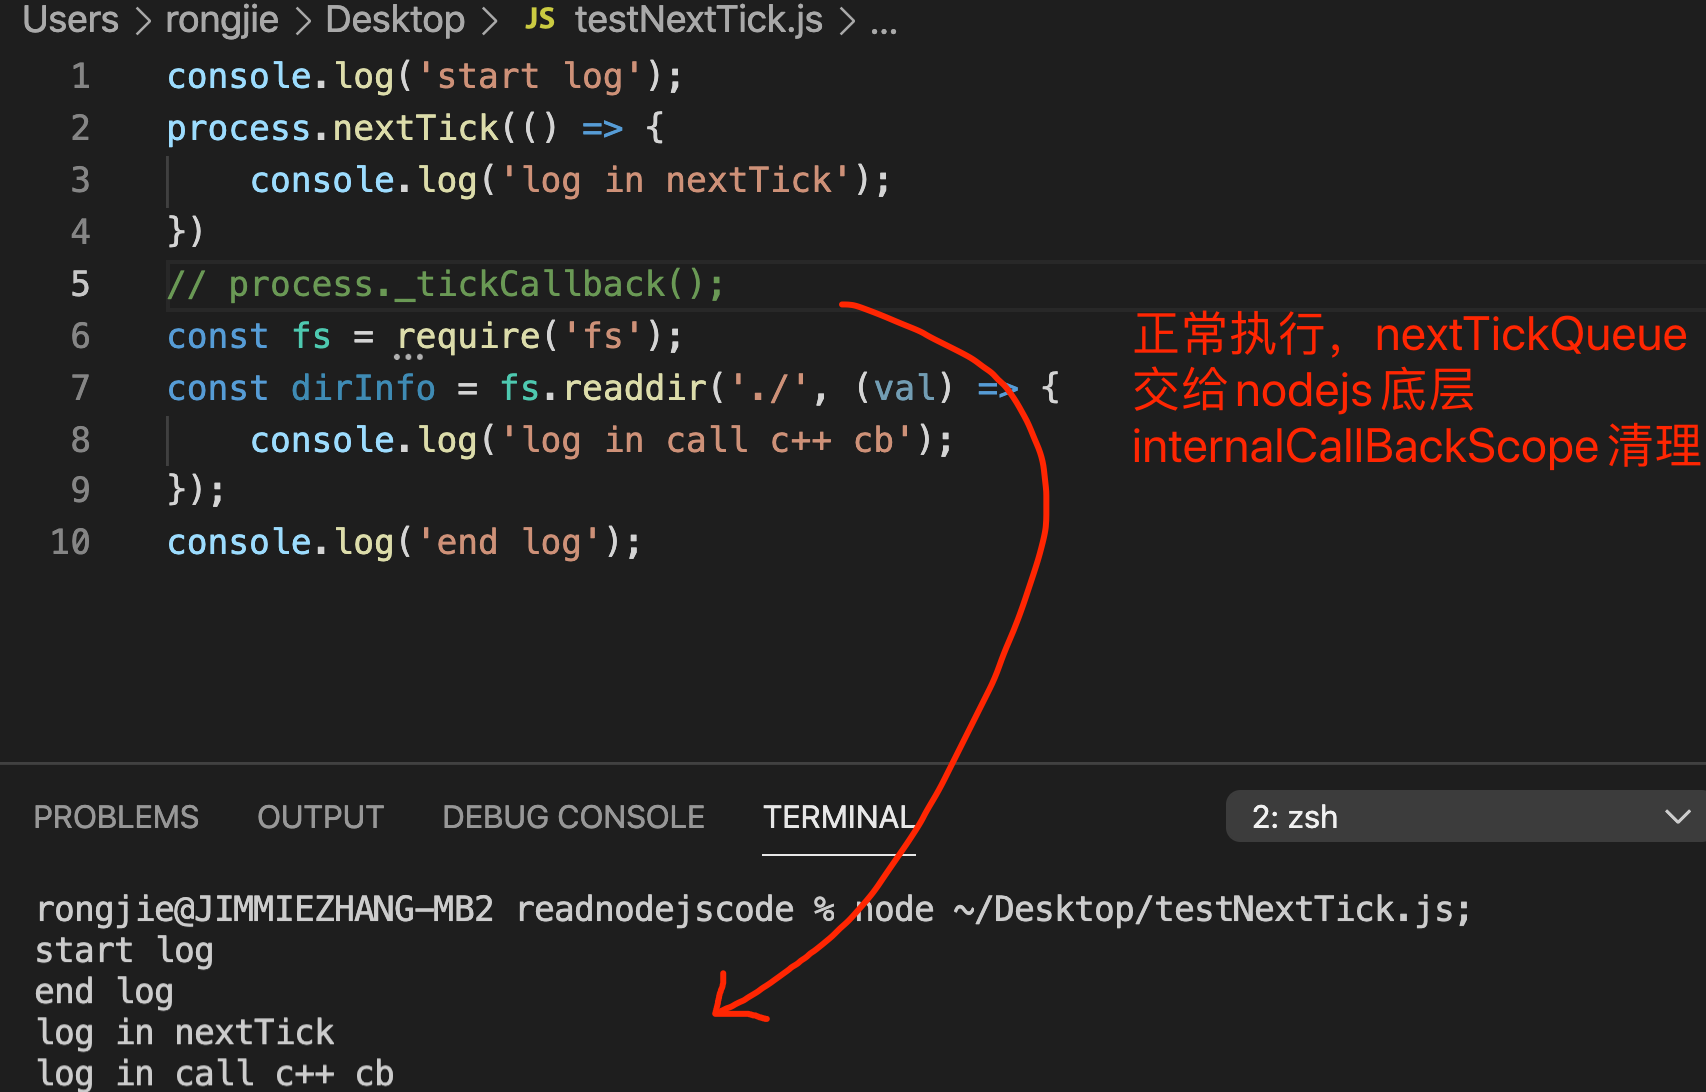 Users > rongjie > Desktop > JS testNextTick.js > ...
1 console.log('start log');
2 process.nextTick(() => {
3 console.log('log in nextTick');
4 })
5 // process._tickCallback();
6 const fs = require('fs');
7 const dirInfo = fs.readdir('./', (val) => {
8 console.log('log in call c++ cb');
9 });
10 console.log('end log');
正常执行，nextTickQueue
交给nodejs底层
internalCallBackScope清理
PROBLEMS OUTPUT DEBUG CONSOLE TERMINAL 2: zsh
rongjie@JIMMIEZHANG-MB2 readnodejscode % node ~/Desktop/testNextTick.js;
start log
end log
log in nextTick
log in call c++ cb